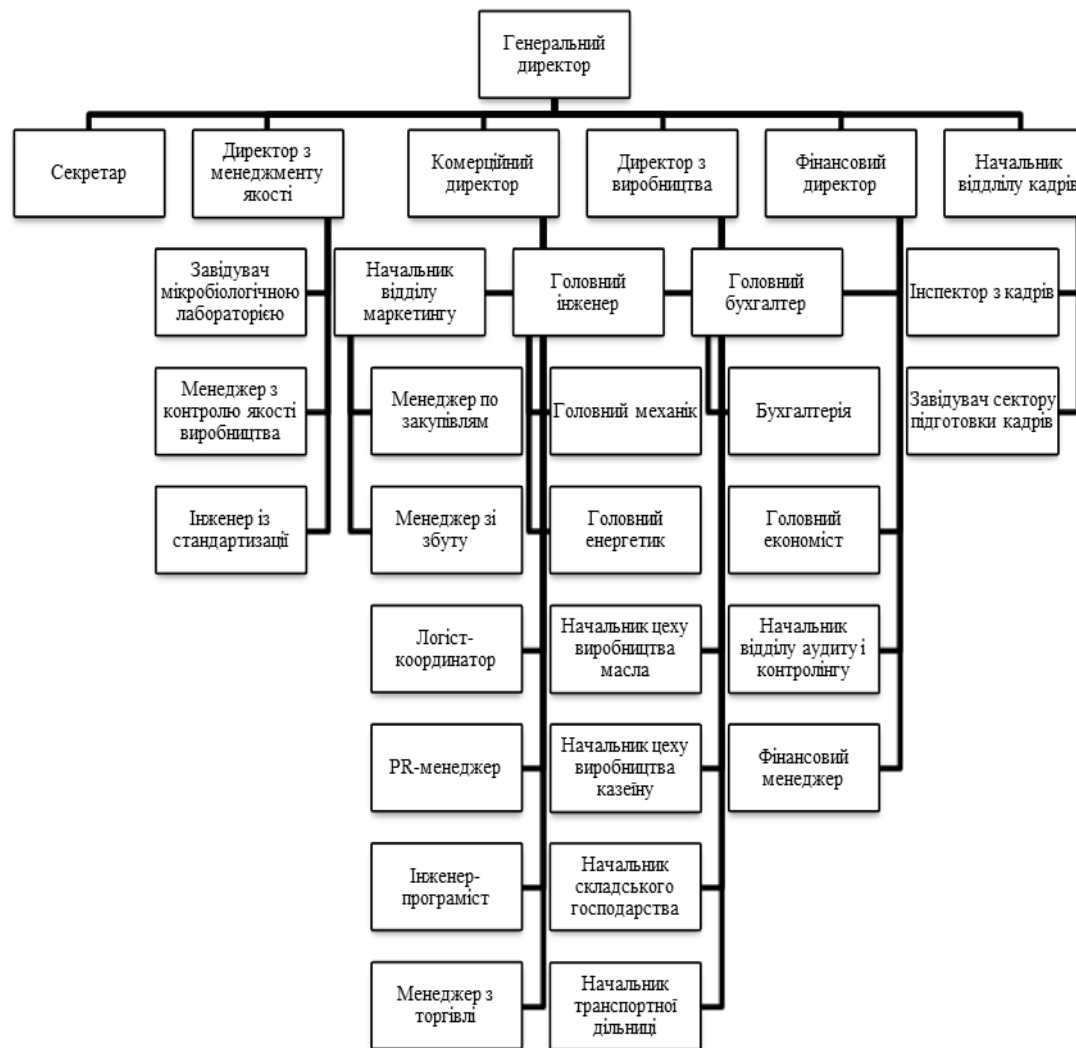 Генеральний
директор
Секретар
Директор з
менеджменту
якості
Комерційний
директор
Директор з
виробництва
Фінансовий
директор
Начальник
віддлілу кадрів
Завідувач
мікробіологічною
лабораторією
Начальник
відділу
маркетингу
Головний
інженер
Головний
бухгалтер
Інспектор з кадрів
Менеджер з
контролю якості
виробництва
Менеджер по
закупівлям
Головний механік
Бухгалтерія
Завідувач сектору
підготовки кадрів
Інженер із
стандартизації
Менеджер зі
збуту
Головний
енергетик
Головний
економіст
Логіст-
координатор
Начальник цеху
виробництва
масла
Начальник
відділу аудиту і
контролінгу
PR-менеджер
Начальник цеху
виробництва
казеїну
Фінансовий
менеджер
Інженер-
програміст
Начальник
складського
господарства
Менеджер з
торгівлі
Начальник
транспортної
дільниці